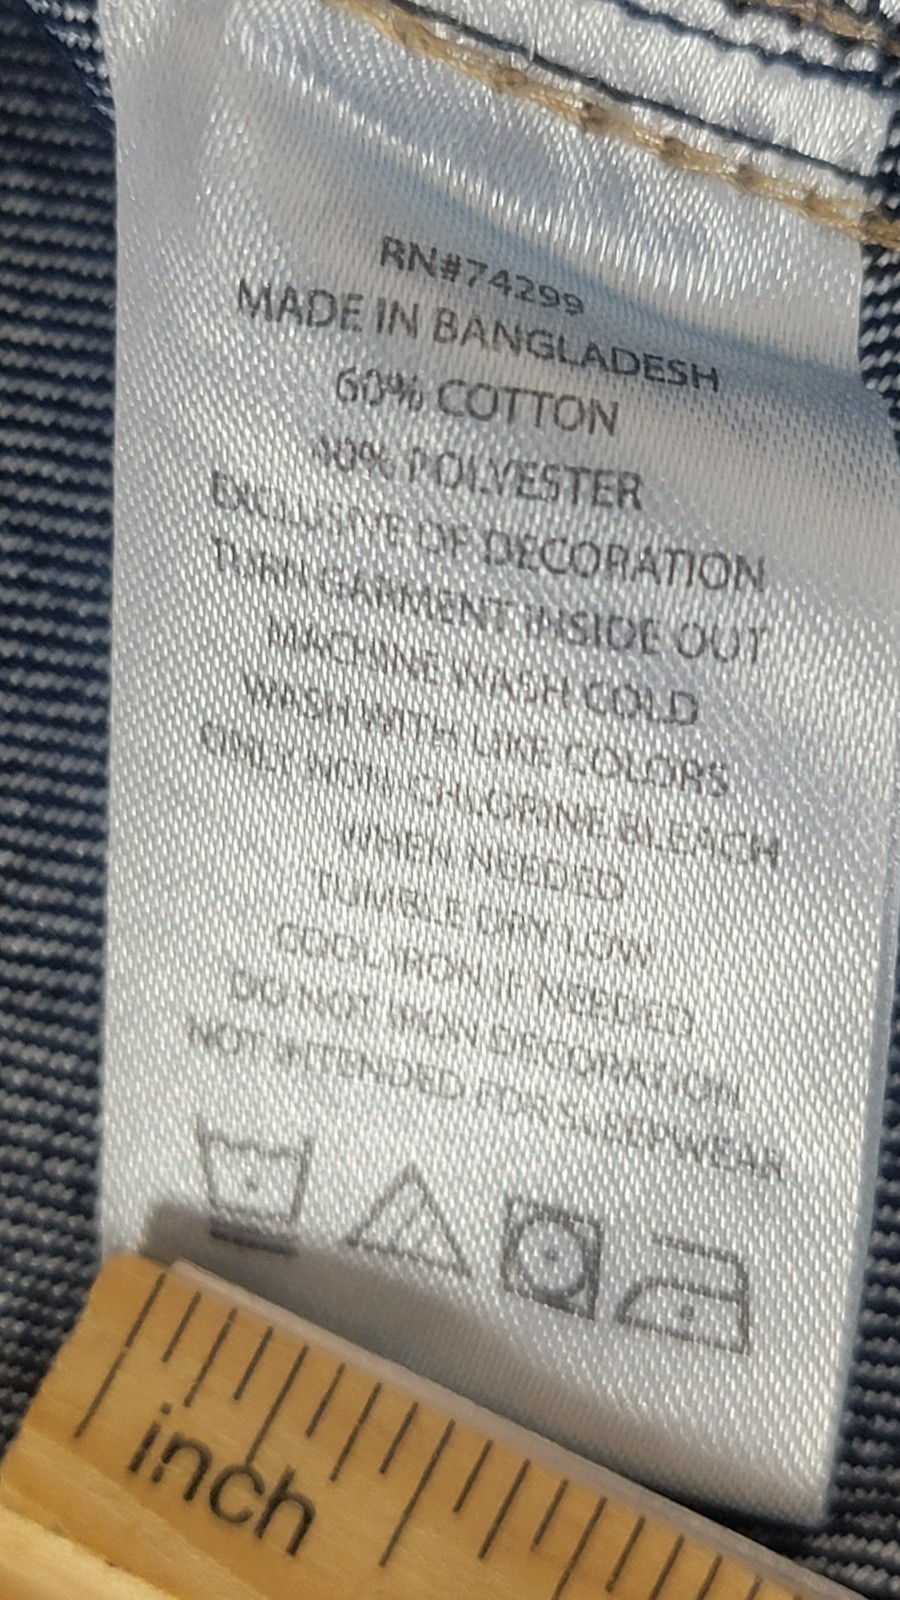 RN#74299
MADE IN BANGLADESH
60% COTTON
40% POLYESTER
EXCLUSIVE OF DECORATION
TURN GARMENT INSIDE OUT
MACHINE WASH COLD
WASH WITH LIKE COLORS
ONLY NON-CHLORINE BLEACH
WHEN NEEDED
TUMBLE DRY LOW
COOL IRON IF NEEDED
DO NOT IRON DECORATION
NOT INTENDED FOR SLEEPWEAR
inch